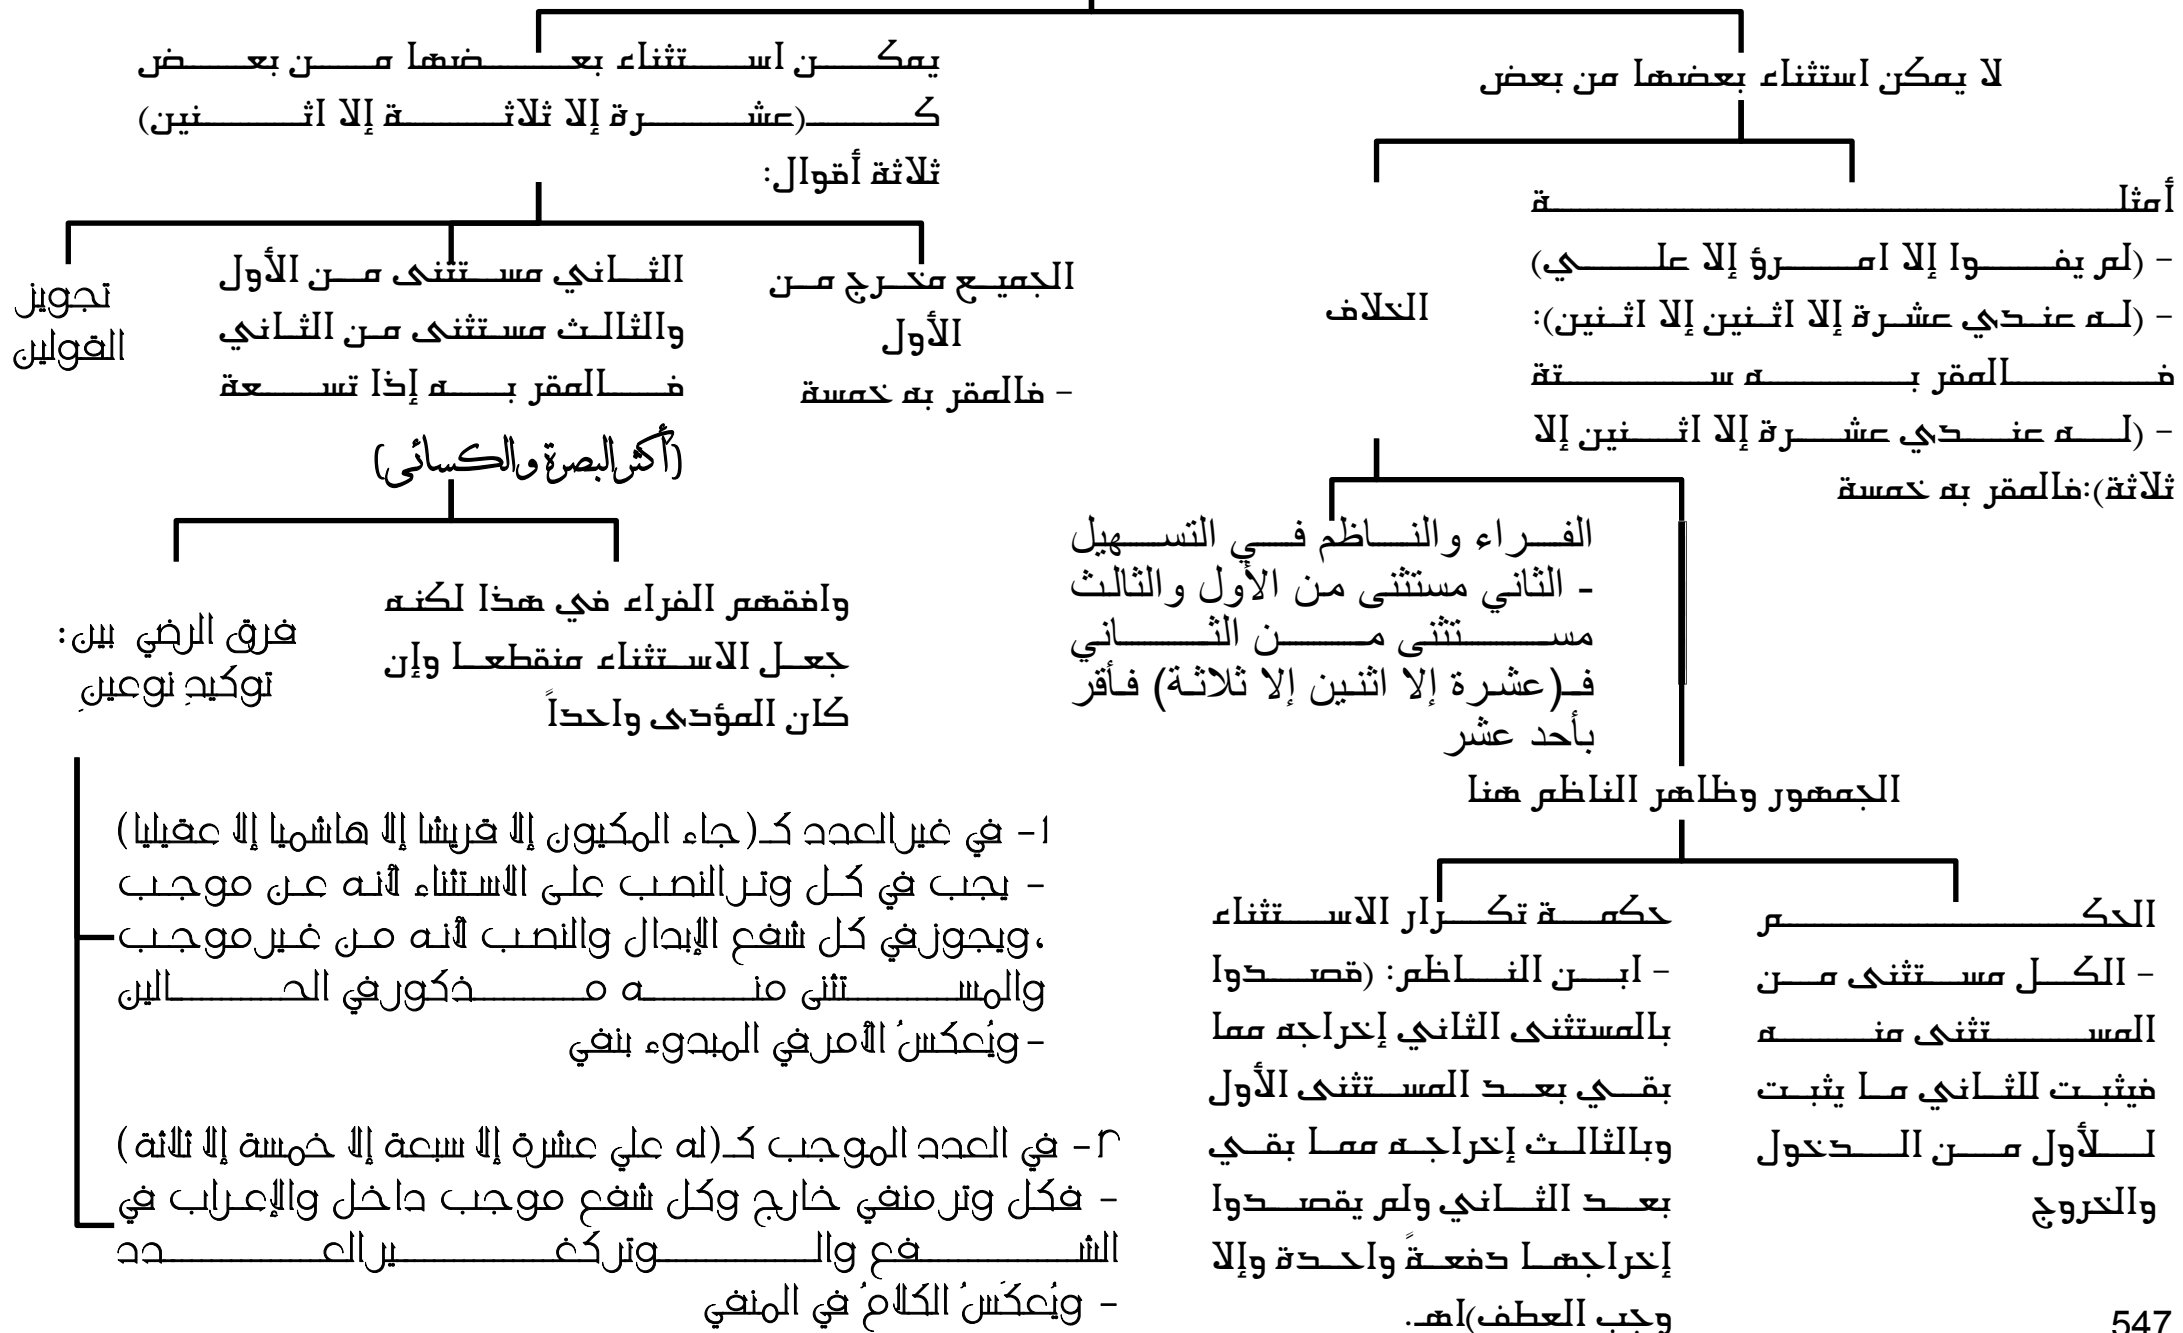 لا يمكن استثناء بعضها من بعض
أمثلة
- (لم يفوا إلا امرؤ إلا علي)
- (له عندي عشرة إلا اثنين إلا اثنين):
فالمقر به ستة
- (له عندي عشرة إلا اثنين إلا
ثلاثة):فالمقر به خمسة
الخلاف
الفراء والناظم في التسهيل
- الثاني مستثنى من الأول والثالث
مستثنى من الثاني
فـ(عشرة إلا اثنين إلا ثلاثة) فأقر
بأحد عشر
الجمهور وظاهر الناظم هنا
الحكم
- الكل مستثنى من
المستثنى منه
فيثبت للثاني ما يثبت
للأول من الدخول
والخروج
حكمة تكرار الاستثناء
- ابن الناظم: (قصدوا
بالمستثنى الثاني إخراجه مما
بقي بعد المستثنى الأول
وبالثالث إخراجه مما بقي
بعد الثاني ولم يقصدوا
إخراجها دفعةً واحدة وإلا
وجب العطف)اهـ.
يمكن استثناء بعضها من بعض
كـ(عشرة إلا ثلاثة إلا اثنين)
ثلاثة أقوال:
الجميع مخرج من
الأول
- فالمقر به خمسة
الثاني مستثنى من الأول
والثالث مستثنى من الثاني
فالمقر به إذا تسعة
(أكثر البصرة والكسائى)
تجويز
القولين
وافقهم الفراء في هذا لكنه
جعل الاستثناء منقطعا وإن
كان المؤدى واحداً
فرق الرضي بين:
توكيدِ نوعينِ
١- في غير العدد كـ(جاء المكيون إلا قريشا إلا هاشميا إلا عقيليا)
- يجب في كل وتر النصب على الاستثناء لأنه عن موجب
،ويجوز في كل شفع الإبدال والنصب لأنه من غير موجب
والمستثنى منه مذكور في الحالين
- ويُعكسُ الأمر في المبدوء بنفي
٢- في العدد الموجب كـ(له علي عشرة إلا سبعة إلا خمسة إلا ثلاثة)
- فكل وتر منفي خارج وكل شفع موجب داخل والإعراب في
الشفع والوتر كغير العدد
- ويُعكَسُ الكلامُ في المنفي
547